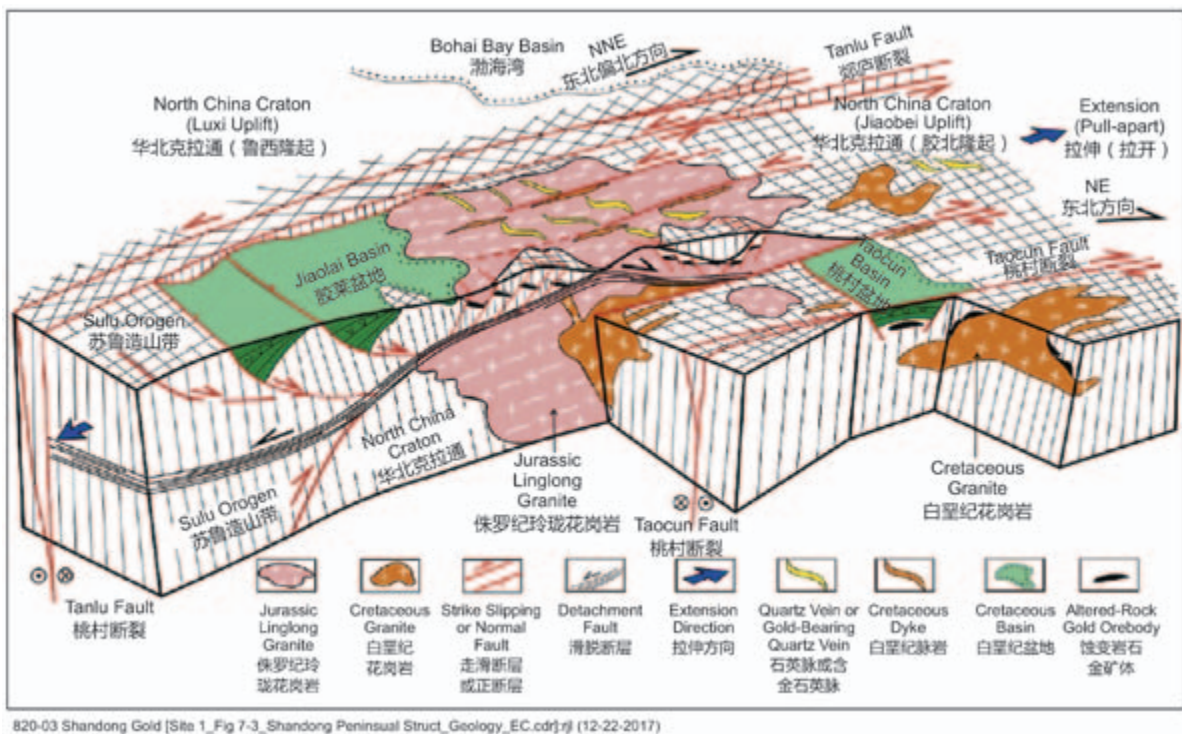 Bohai Bay Basin
渤海湾
NNE
东北偏北方向
Tanlu Fault
郯庐断裂
North China Craton
(Luxi Uplift)
华北克拉通（鲁西隆起）
North China Craton
(Jiaobei Uplift)
华北克拉通（胶北隆起）
Extension
(Pull-apart)
拉伸（拉开）
NE
东北方向
Jiaolai Basin
胶莱盆地
Taocun
Basin
桃村盆地
Taocun Fault
桃村断裂
Sulu Orogen
苏鲁造山带
North China
Craton
华北克拉通
Sulu Orogen
苏鲁造山带
Jurassic
Linglong
Granite
侏罗纪玲珑花岗岩
Taocun Fault
桃村断裂
Cretaceous
Granite
白垩纪花岗岩
Tanlu Fault
桃村断裂
Jurassic
Linglong
Granite
侏罗纪玲
珑花岗岩
Cretaceous
Granite
白垩纪
花岗岩
Strike Slipping
or Normal
Fault
走滑断层
或正断层
Detachment
Fault
滑脱断层
Extension
Direction
拉伸方向
Quartz Vein or
Gold-Bearing
Quartz Vein
石英脉或含
金石英脉
Cretaceous
Dyke
白垩纪脉岩
Cretaceous
Basin
白垩纪盆地
Altered-Rock
Gold Orebody
蚀变岩石
金矿体
820-03 Shandong Gold [Site 1_Fig 7-3_Shandong Peninsual Struct_Geology_EC.cdr]:rjl (12-22-2017)